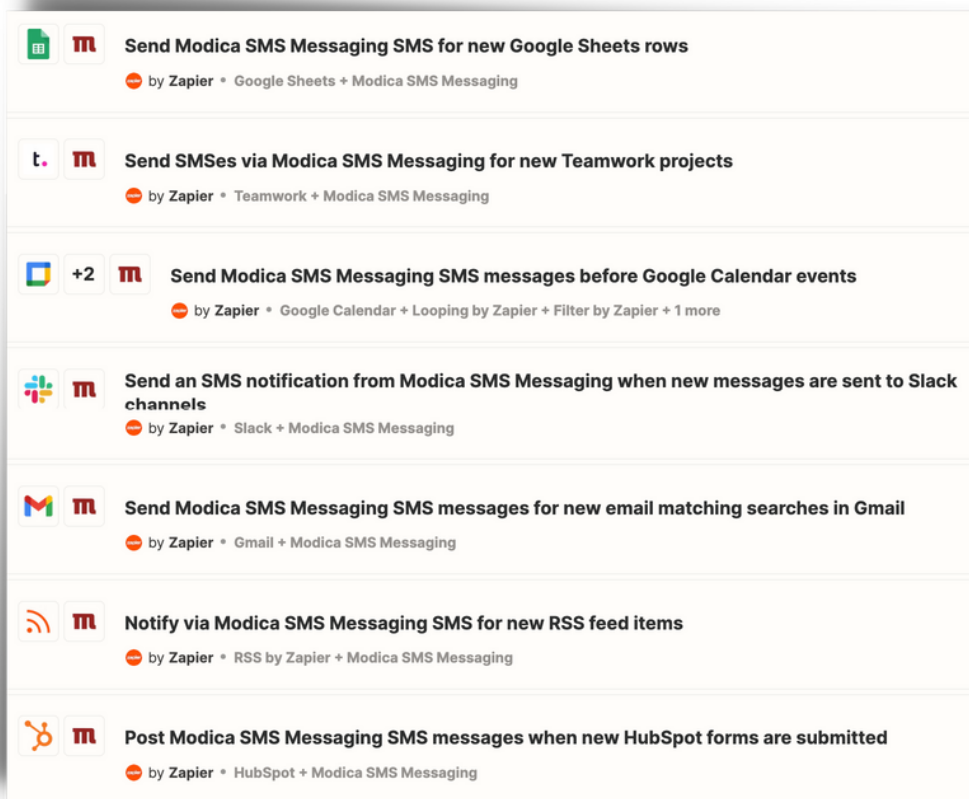 Send Modica SMS Messaging SMS for new Google Sheets rows
by Zapier • Google Sheets + Modica SMS Messaging
t. m
Send SMSes via Modica SMS Messaging for new Teamwork projects
by Zapier • Teamwork + Modica SMS Messaging
+2 m
Send Modica SMS Messaging SMS messages before Google Calendar events
by Zapier • Google Calendar + Looping by Zapier + Filter by Zapier + 1 more
Send an SMS notification from Modica SMS Messaging when new messages are sent to Slack
channels
by Zapier • Slack + Modica SMS Messaging
Send Modica SMS Messaging SMS messages for new email matching searches in Gmail
by Zapier • Gmail + Modica SMS Messaging
Notify via Modica SMS Messaging SMS for new RSS feed items
by Zapier • RSS by Zapier + Modica SMS Messaging
Post Modica SMS Messaging SMS messages when new HubSpot forms are submitted
by Zapier • HubSpot + Modica SMS Messaging